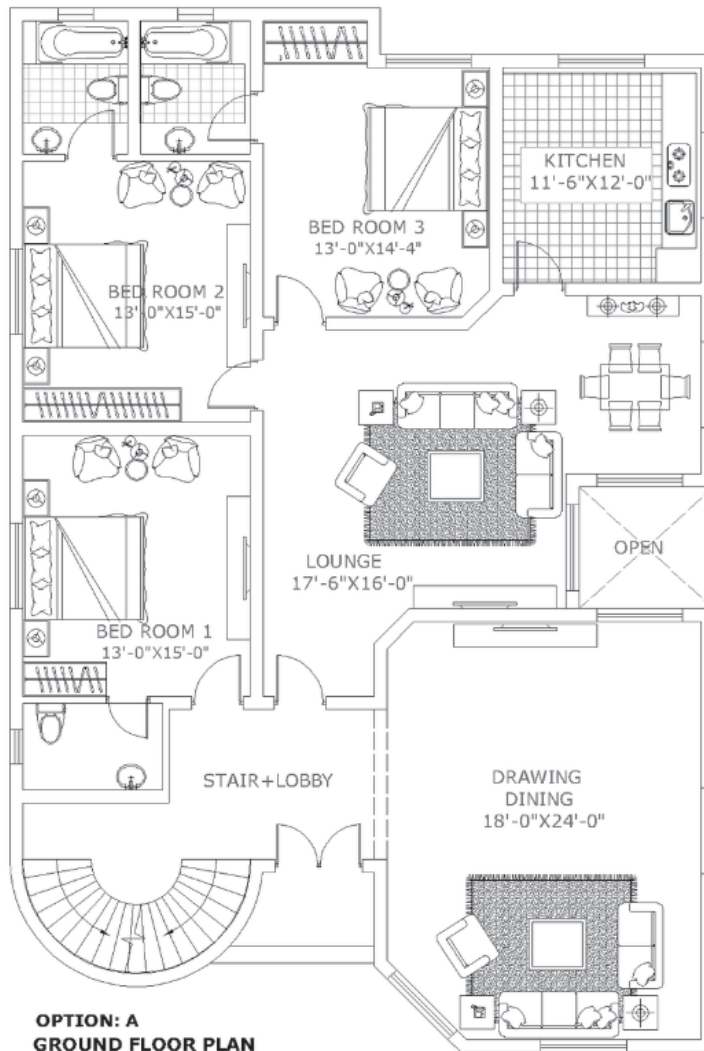 KITCHEN
11'-6"X12'-0"
BED ROOM 3
13'-0"X14'-4"
BED ROOM 2
13'-0"X15'-0"
OPEN
LOUNGE
17'-6"X16'-0"
BED ROOM 1
13'-0"X15'-0"
STAIR+LOBBY
DRAWING
DINING
18'-0"X24'-0"
OPTION: A
GROUND FLOOR PLAN